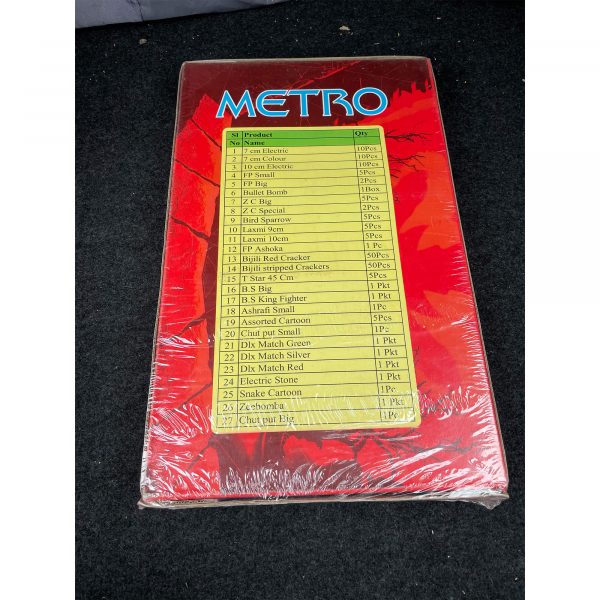 METRO
Sl Product Qty
No Name
1 7 cm Electric 10Pcs
2 7 cm Colour 10Pcs
3 10 cm Electric 10Pcs
4 FP Small 5Pcs
5 FP Big 2Pcs
6 Bullet Bomb 1Box
7 Z C Big 5Pcs
8 Z C Special 2Pcs
9 Bird Sparrow 5Pcs
10 Laxmi 9cm 5Pcs
11 Laxmi 10cm 5Pcs
12 FP Ashoka 1 Pc
13 Bijili Red Cracker 50Pcs
14 Bijili stripped Crackers 50Pcs
15 T Star 45 Cm 5Pcs
16 B.S Big 1 Pkt
17 B.S King Fighter 1 Pkt
18 Ashrafi Small 1Pc
19 Assorted Cartoon 5Pcs
20 Chut put Small 1Pc
21 Dlx Match Green 1 Pkt
22 Dlx Match Silver 1 Pkt
23 Dlx Match Red 1 Pkt
24 Electric Stone 1 Pkt
25 Snake Cartoon 1Pc
26 Zeebomba 1 Pkt
27 Chut put Big 1Pc